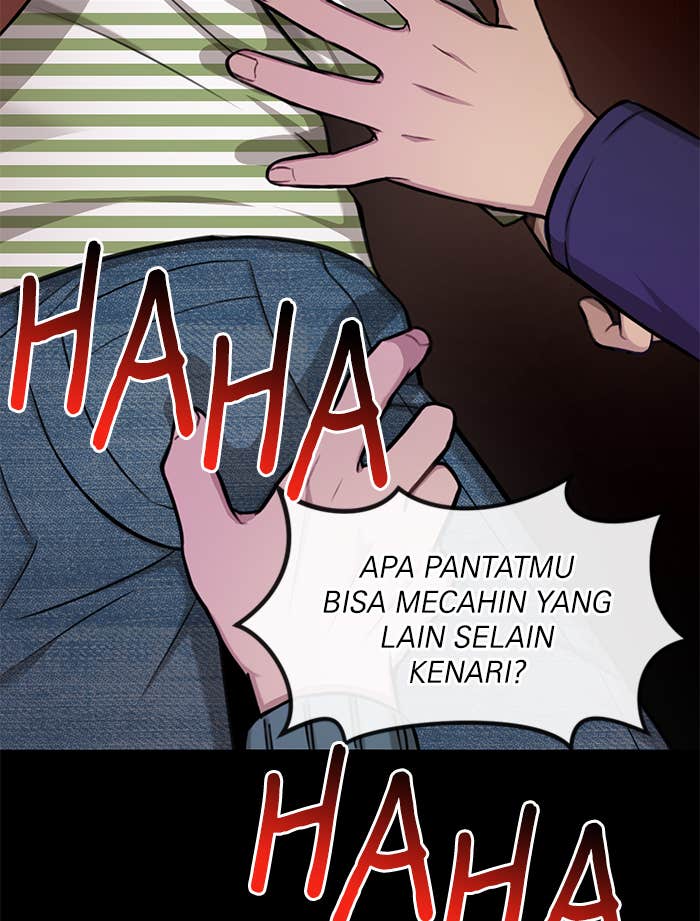 HAHA
APA PANTATMU
BISA MECAHIN YANG
LAIN SELAIN
KENARI?
HAHA